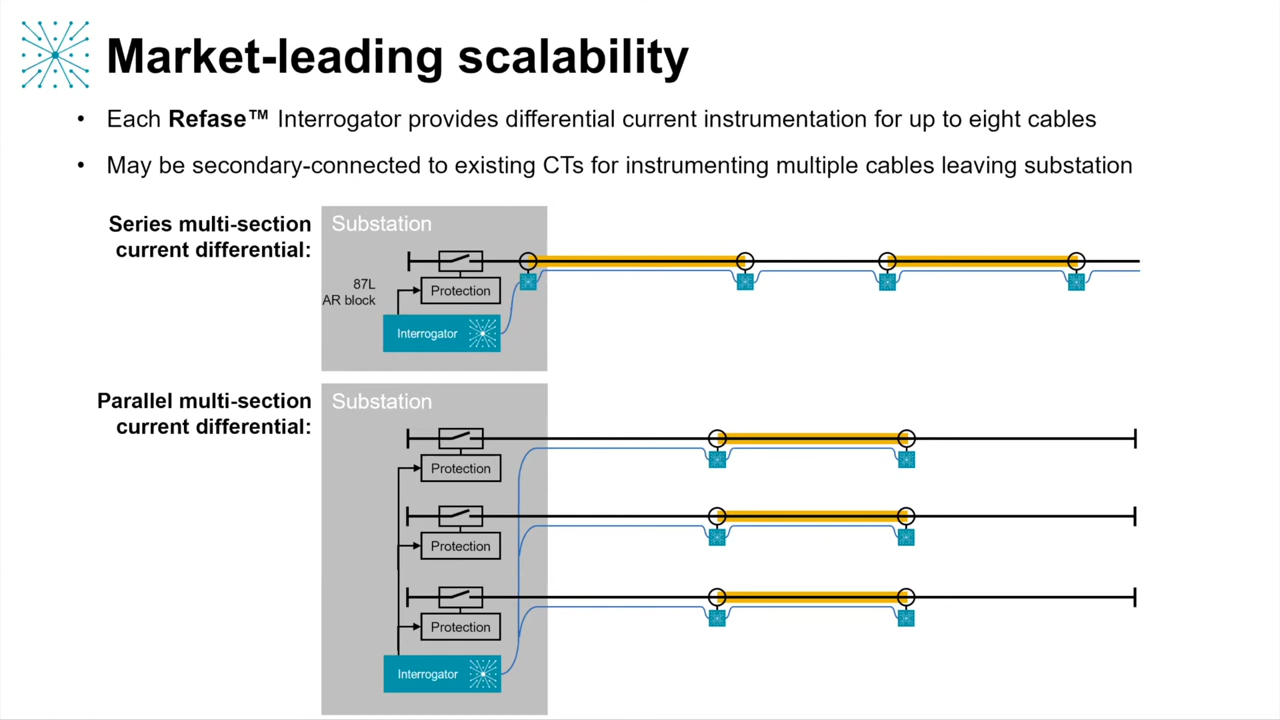 Market-leading scalability
• Each Refase™ Interrogator provides differential current instrumentation for up to eight cables
• May be secondary-connected to existing CTs for instrumenting multiple cables leaving substation
Series multi-section
current differential:
Substation
87L
AR block
Protection
Interrogator
Parallel multi-section
current differential:
Substation
Protection
Protection
Protection
Interrogator